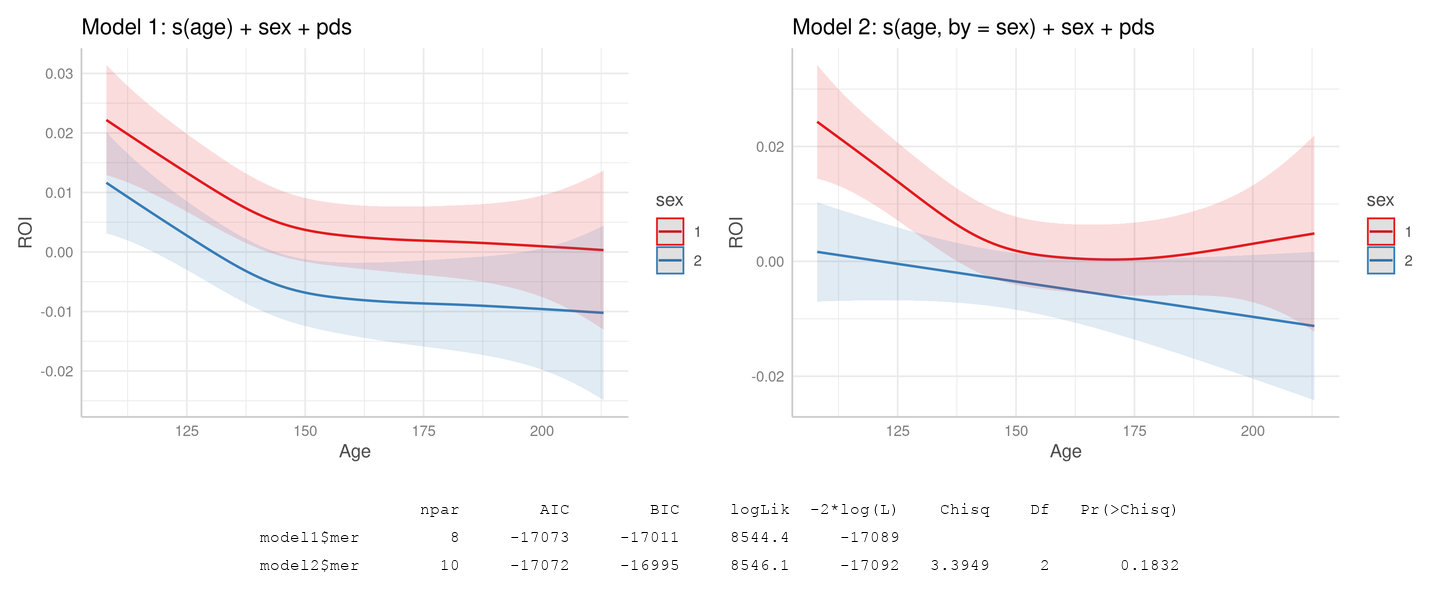 Model 1: s(age) + sex + pds
0.03
0.02
0.01
0.00
-0.01
-0.02
ROI
125 150 175 200
Age
sex
1
2
Model 2: s(age, by = sex) + sex + pds
0.02
0.00
-0.02
ROI
125 150 175 200
Age
sex
1
2
npar AIC BIC logLik -2*log(L) Chisq Df Pr(>Chisq)
model1$mer 8 -17073 -17011 8544.4 -17089
model2$mer 10 -17072 -16995 8546.1 -17092 3.3949 2 0.1832